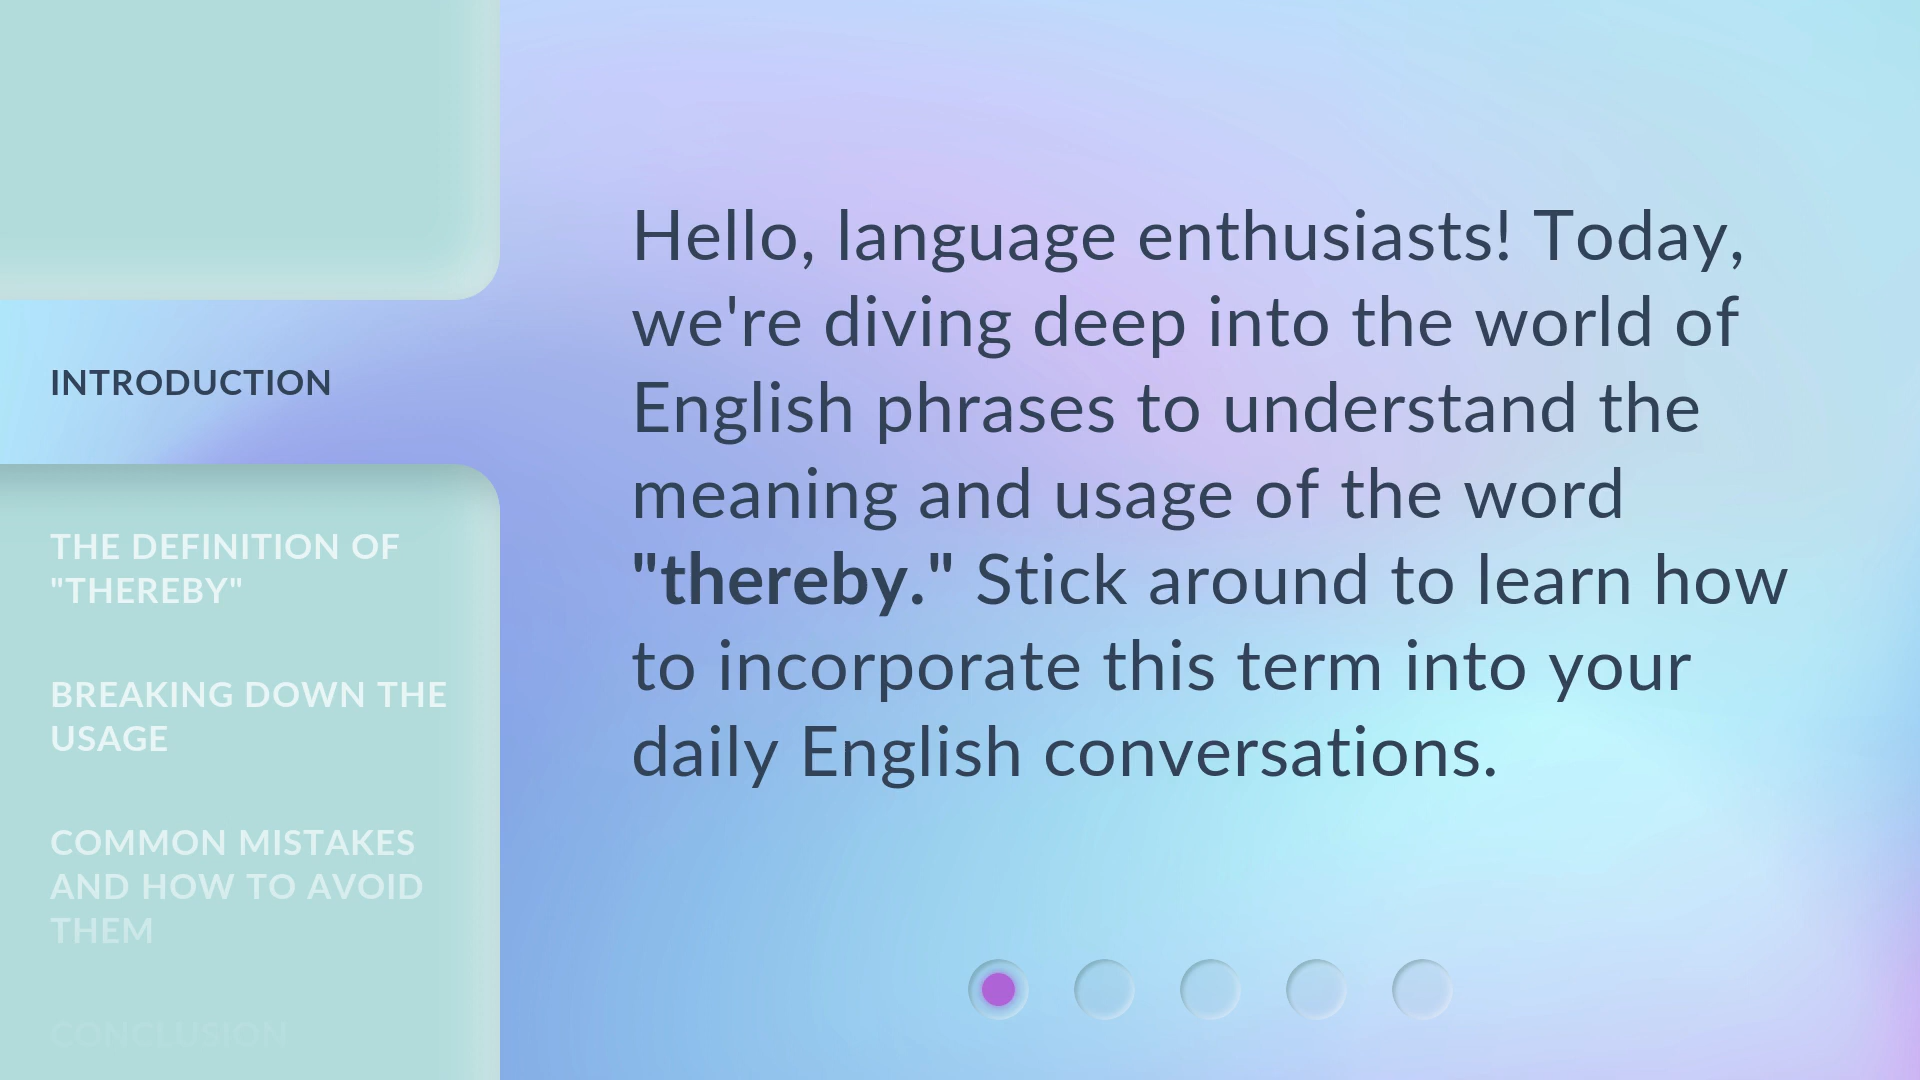 INTRODUCTION
THE DEFINITION OF
"THEREBY"
BREAKING DOWN THE
USAGE
COMMON MISTAKES
AND HOW TO AVOID
THEM
CONCLUSION
Hello, language enthusiasts! Today,
we're diving deep into the world of
English phrases to understand the
meaning and usage of the word
"thereby." Stick around to learn how
to incorporate this term into your
daily English conversations.